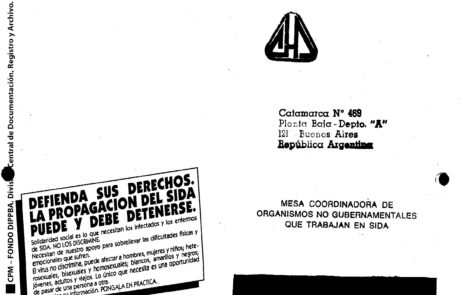 CPM – FONDO DIPPBA, Divis Central de Documentación, Registro y Archivo.
DEFIENDA SUS DERECHOS.
LA PROPAGACION DEL SIDA
PUEDE Y DEBE DETENERSE.
Solidaridad social es lo que necesitan los infectados y los enfermos
de SIDA. NO LOS DISCRIMINE.
Necesitan de nuestro apoyo para sobrellevar las dificultades físicas y
emocionales que sufren.
El virus no discrimina, puede afectar a hombres, mujeres y niños; hete-
rosexuales, bisexuales y homosexuales; blancos, amarillos y negros;
jóvenes, adultos y viejos. Lo único que necesita es una oportunidad
de pasar de una persona a otra.
información. PONGALA EN PRACTICA.
CHA
Catamarca N° 469
Planta Baja - Depto. "A"
121 Buenos Aires
República Argentina
MESA COORDINADORA DE
ORGANISMOS NO GUBERNAMENTALES
QUE TRABAJAN EN SIDA